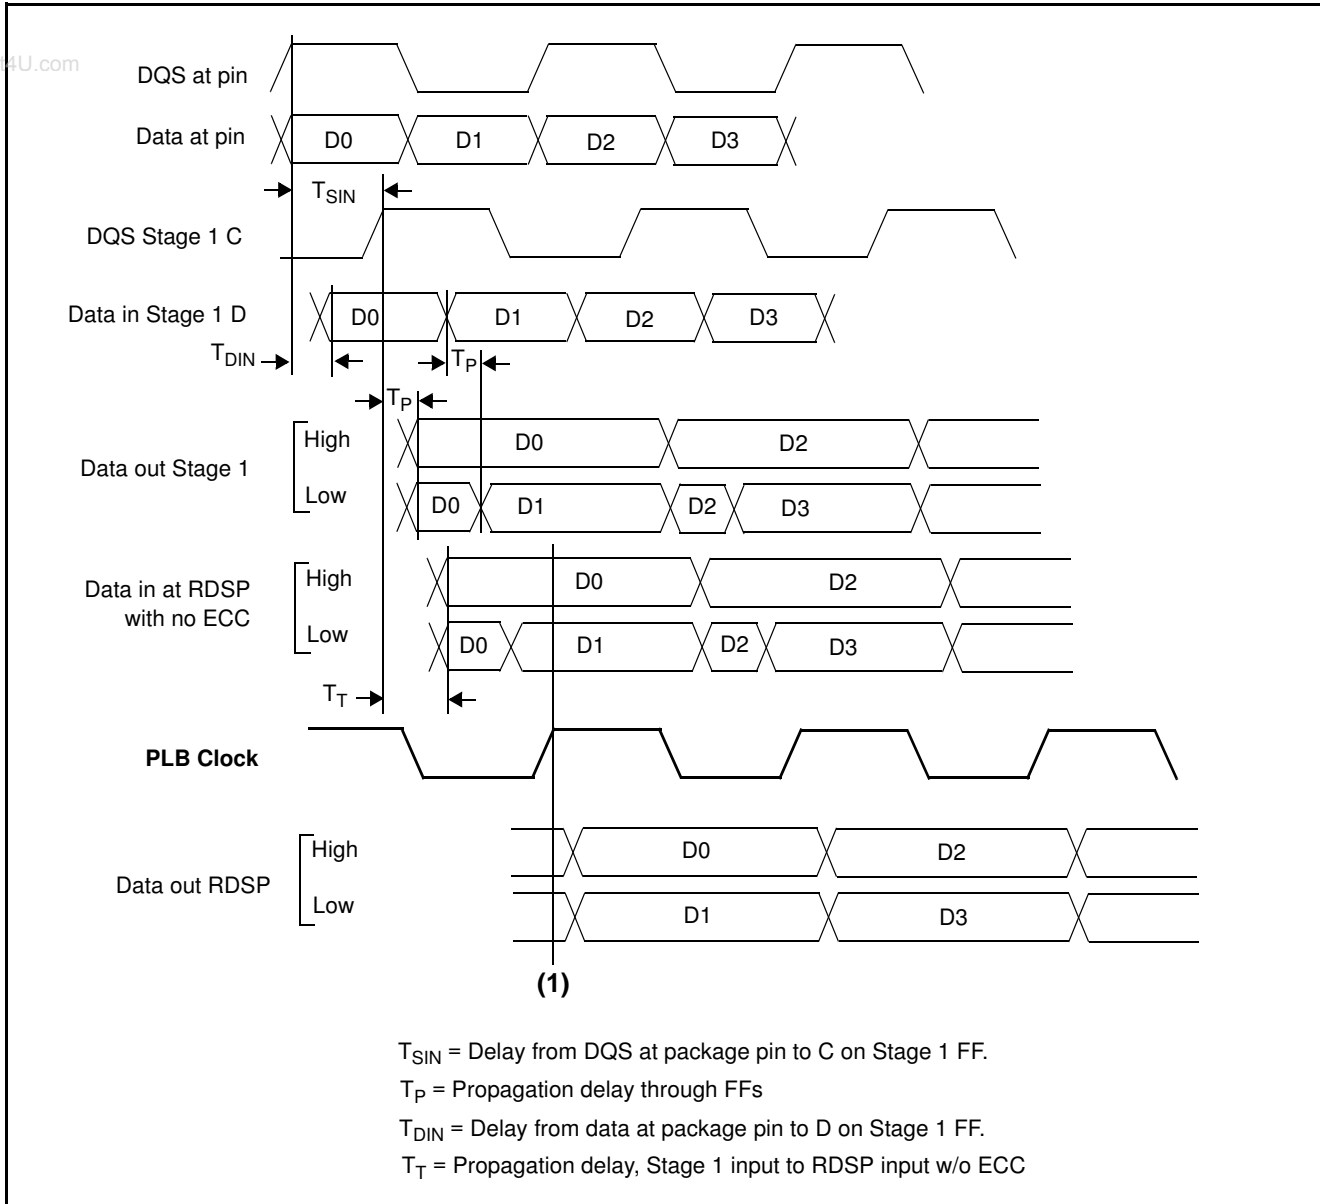 t4U.com
DQS at pin
Data at pin
D0 D1 D2 D3
TSIN
DQS Stage 1 C
Data in Stage 1 D
D0 D1 D2 D3
TDIN
TP
TP
Data out Stage 1
High
D0 D2
Low
D0 D1 D2 D3
Data in at RDSP
with no ECC
High
D0 D2
Low
D0 D1 D2 D3
TT
PLB Clock
Data out RDSP
High
D0 D2
Low
D1 D3
(1)
TSIN = Delay from DQS at package pin to C on Stage 1 FF.
TP = Propagation delay through FFs
TDIN = Delay from data at package pin to D on Stage 1 FF.
TT = Propagation delay, Stage 1 input to RDSP input w/o ECC